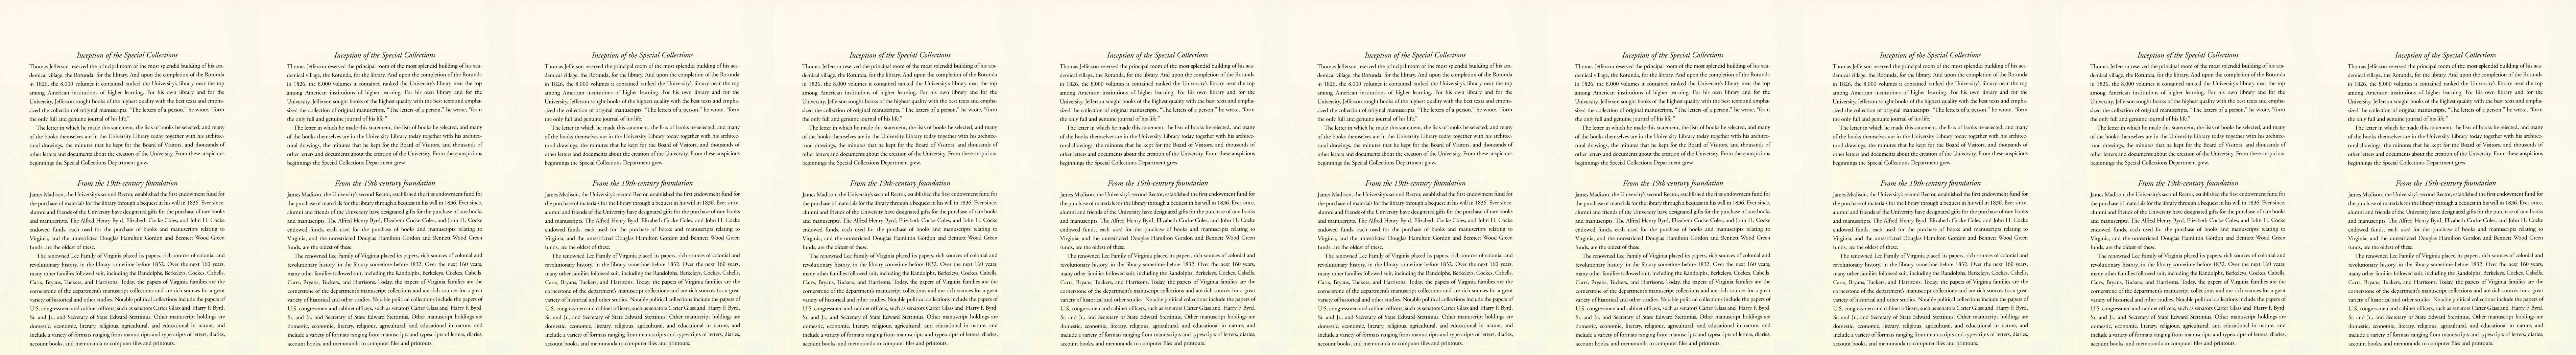 Inception of the Special Collections
Thomas Jefferson reserved the principal room of the most splendid building of his aca-
demical village, the Rotunda, for the library. And upon the completion of the Rotunda
in 1826, the 8,000 volumes it contained ranked the University's library near the top
among American institutions of higher learning. For his own library and for the
University, Jefferson sought books of the highest quality with the best texts and empha-
sized the collection of original manuscripts. "The letters of a person," he wrote, "form
the only full and genuine journal of his life."
The letter in which he made this statement, the lists of books he selected, and many
of the books themselves are in the University Library today together with his architec-
tural drawings, the minutes that he kept for the Board of Visitors, and thousands of
other letters and documents about the creation of the University. From these auspicious
beginnings the Special Collections Department grew.
From the 19th-century foundation
James Madison, the University's second Rector, established the first endowment fund for
the purchase of materials for the library through a bequest in his will in 1836. Ever since,
alumni and friends of the University have designated gifts for the purchase of rare books
and manuscripts. The Alfred Henry Byrd, Elizabeth Cocke Coles, and John H. Cocke
endowed funds, each used for the purchase of books and manuscripts relating to
Virginia, and the unrestricted Douglas Hamilton Gordon and Bennett Wood Green
funds, are the oldest of these.
The renowned Lee Family of Virginia placed its papers, rich sources of colonial and
revolutionary history, in the library sometime before 1832. Over the next 160 years,
many other families followed suit, including the Randolphs, Berkeleys, Cockes, Cabells,
Carrs, Bryans, Tuckers, and Harrisons. Today, the papers of Virginia families are the
cornerstone of the department's manuscript collections and are rich sources for a great
variety of historical and other studies. Notable political collections include the papers of
U.S. congressmen and cabinet officers, such as senators Carter Glass and Harry F. Byrd,
Sr. and Jr., and Secretary of State Edward Stettinius. Other manuscript holdings are
domestic, economic, literary, religious, agricultural, and educational in nature, and
include a variety of formats ranging from manuscripts and typescripts of letters, diaries,
account books, and memoranda to computer files and printouts.